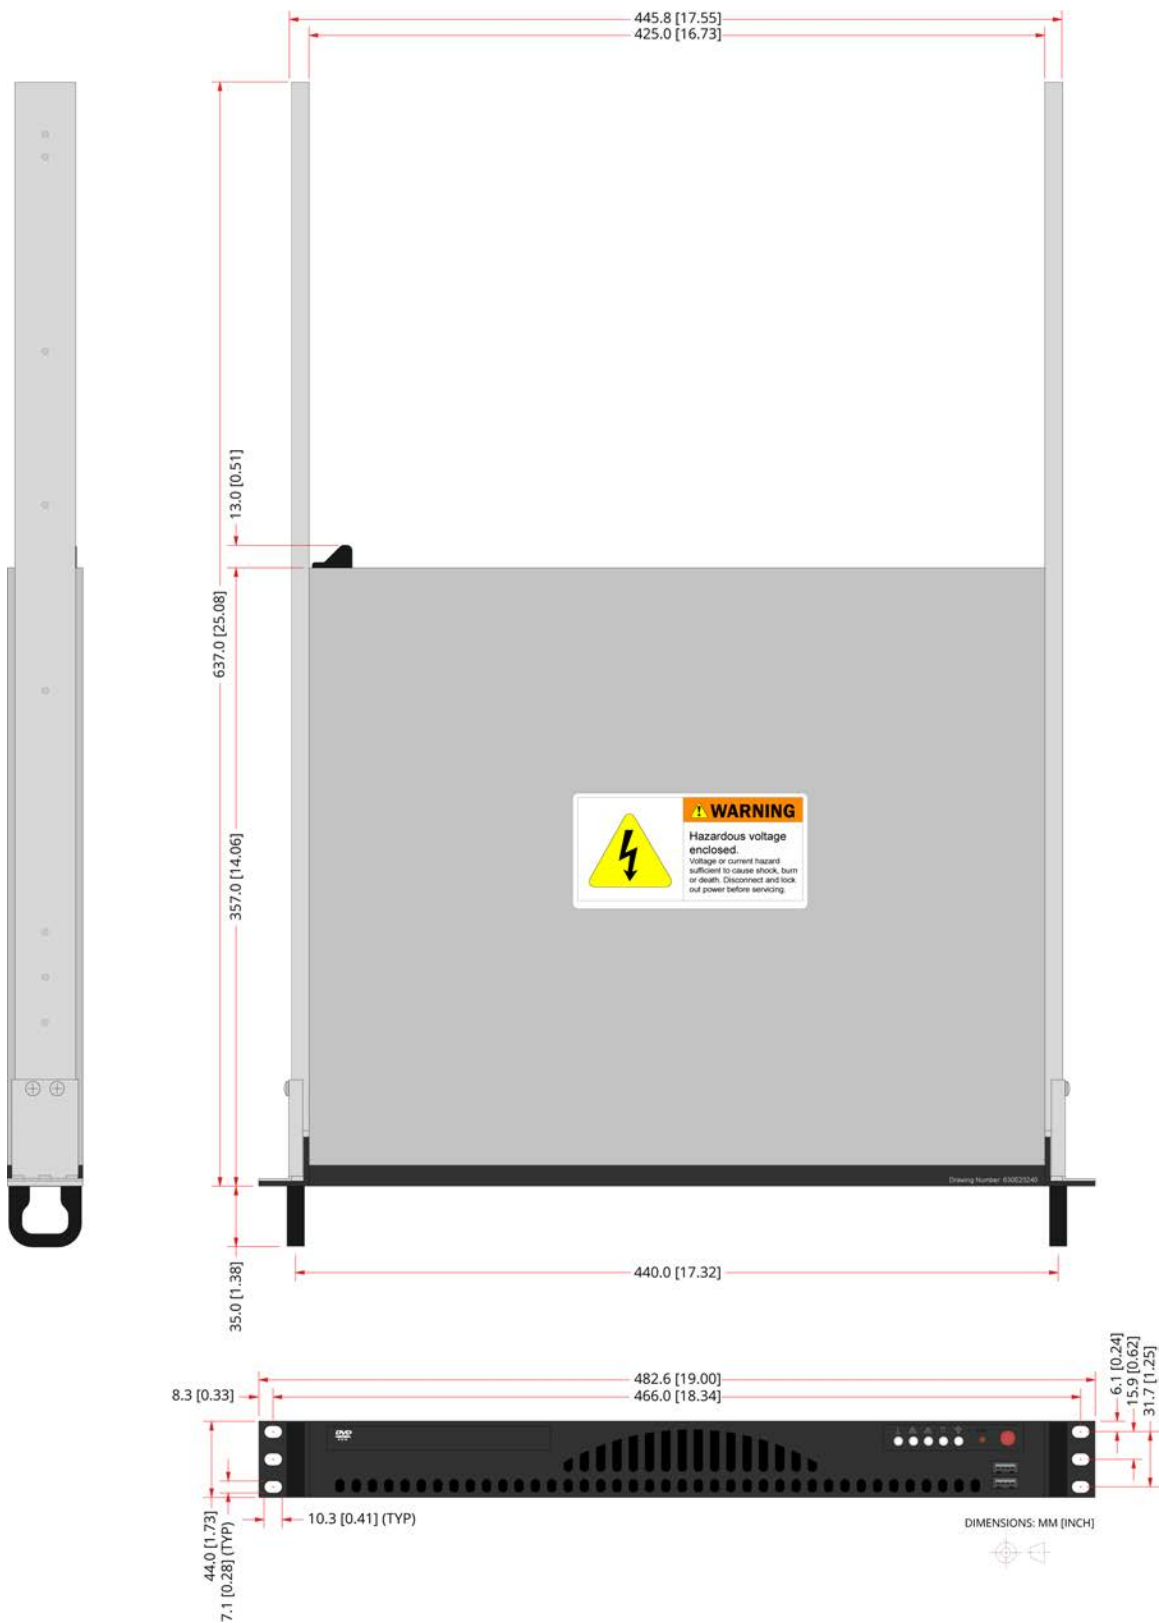 445.8 [17.55]
425.0 [16.73]
13.0 [0.51]
637.0 [25.08]
357.0 [14.06]
WARNING
Hazardous voltage
enclosed.
Voltage or current hazard
sufficient to cause shock, burn
or death. Disconnect and lock
out power before servicing.
Drawing Number:
35.0 [1.38]
440.0 [17.32]
482.6 [19.00]
466.0 [18.34]
8.3 [0.33]
6.1 [0.24]
15.9 [0.62]
31.7 [1.25]
DVD
44.0 [1.73]
7.1 [0.28] (TYP)
10.3 [0.41] (TYP)
DIMENSIONS: MM [INCH]